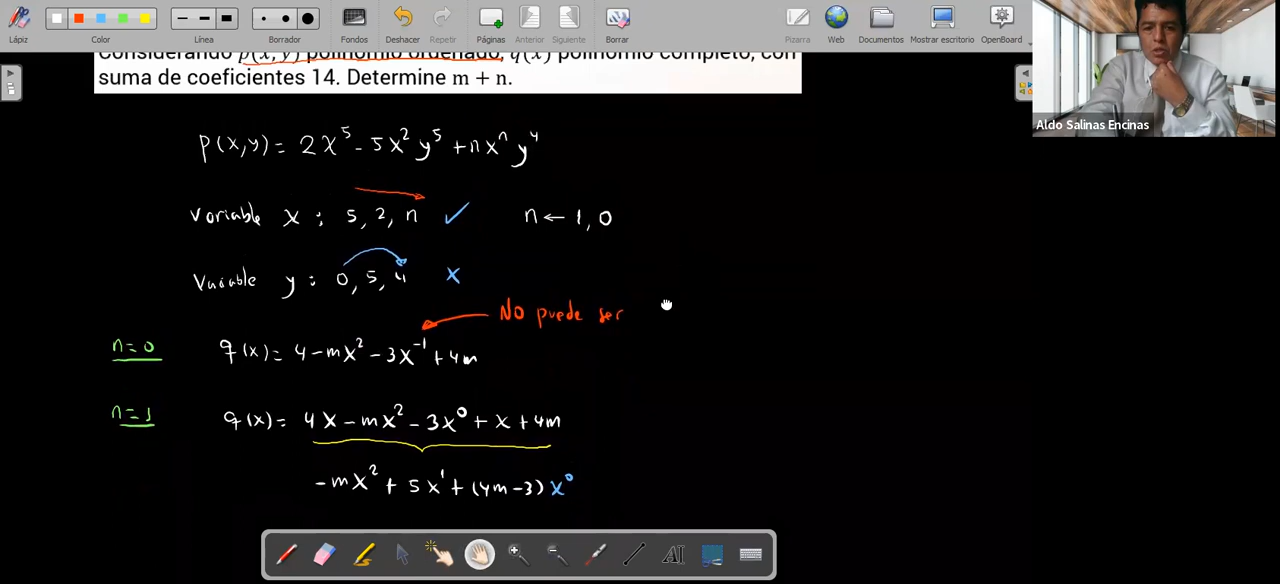 Lápiz Color Línea Borrador Fondos Deshacer Repetir Páginas Anterior Siguiente Borrar Pizarra Web Documentos Mostrar escritorio OpenBoard
Considerando p(x, y) polinomio ordenado, q(x) polinomio completo, con
suma de coeficientes 14. Determine m + n.
Aldo Salinas Encinas
p(x,y) = 2x⁵ - 5x²y⁵ + nxⁿy⁴
Variable x : 5, 2, n ✓ n ← 1, 0
Variable y : 0, 5, 4 x
No puede ser
n=0 q(x) = 4 - mx² - 3x⁻¹ + 4m
n=1 q(x) = 4x - mx² - 3x⁰ + x + 4m
-mx² + 5x¹ + (4m-3)x⁰